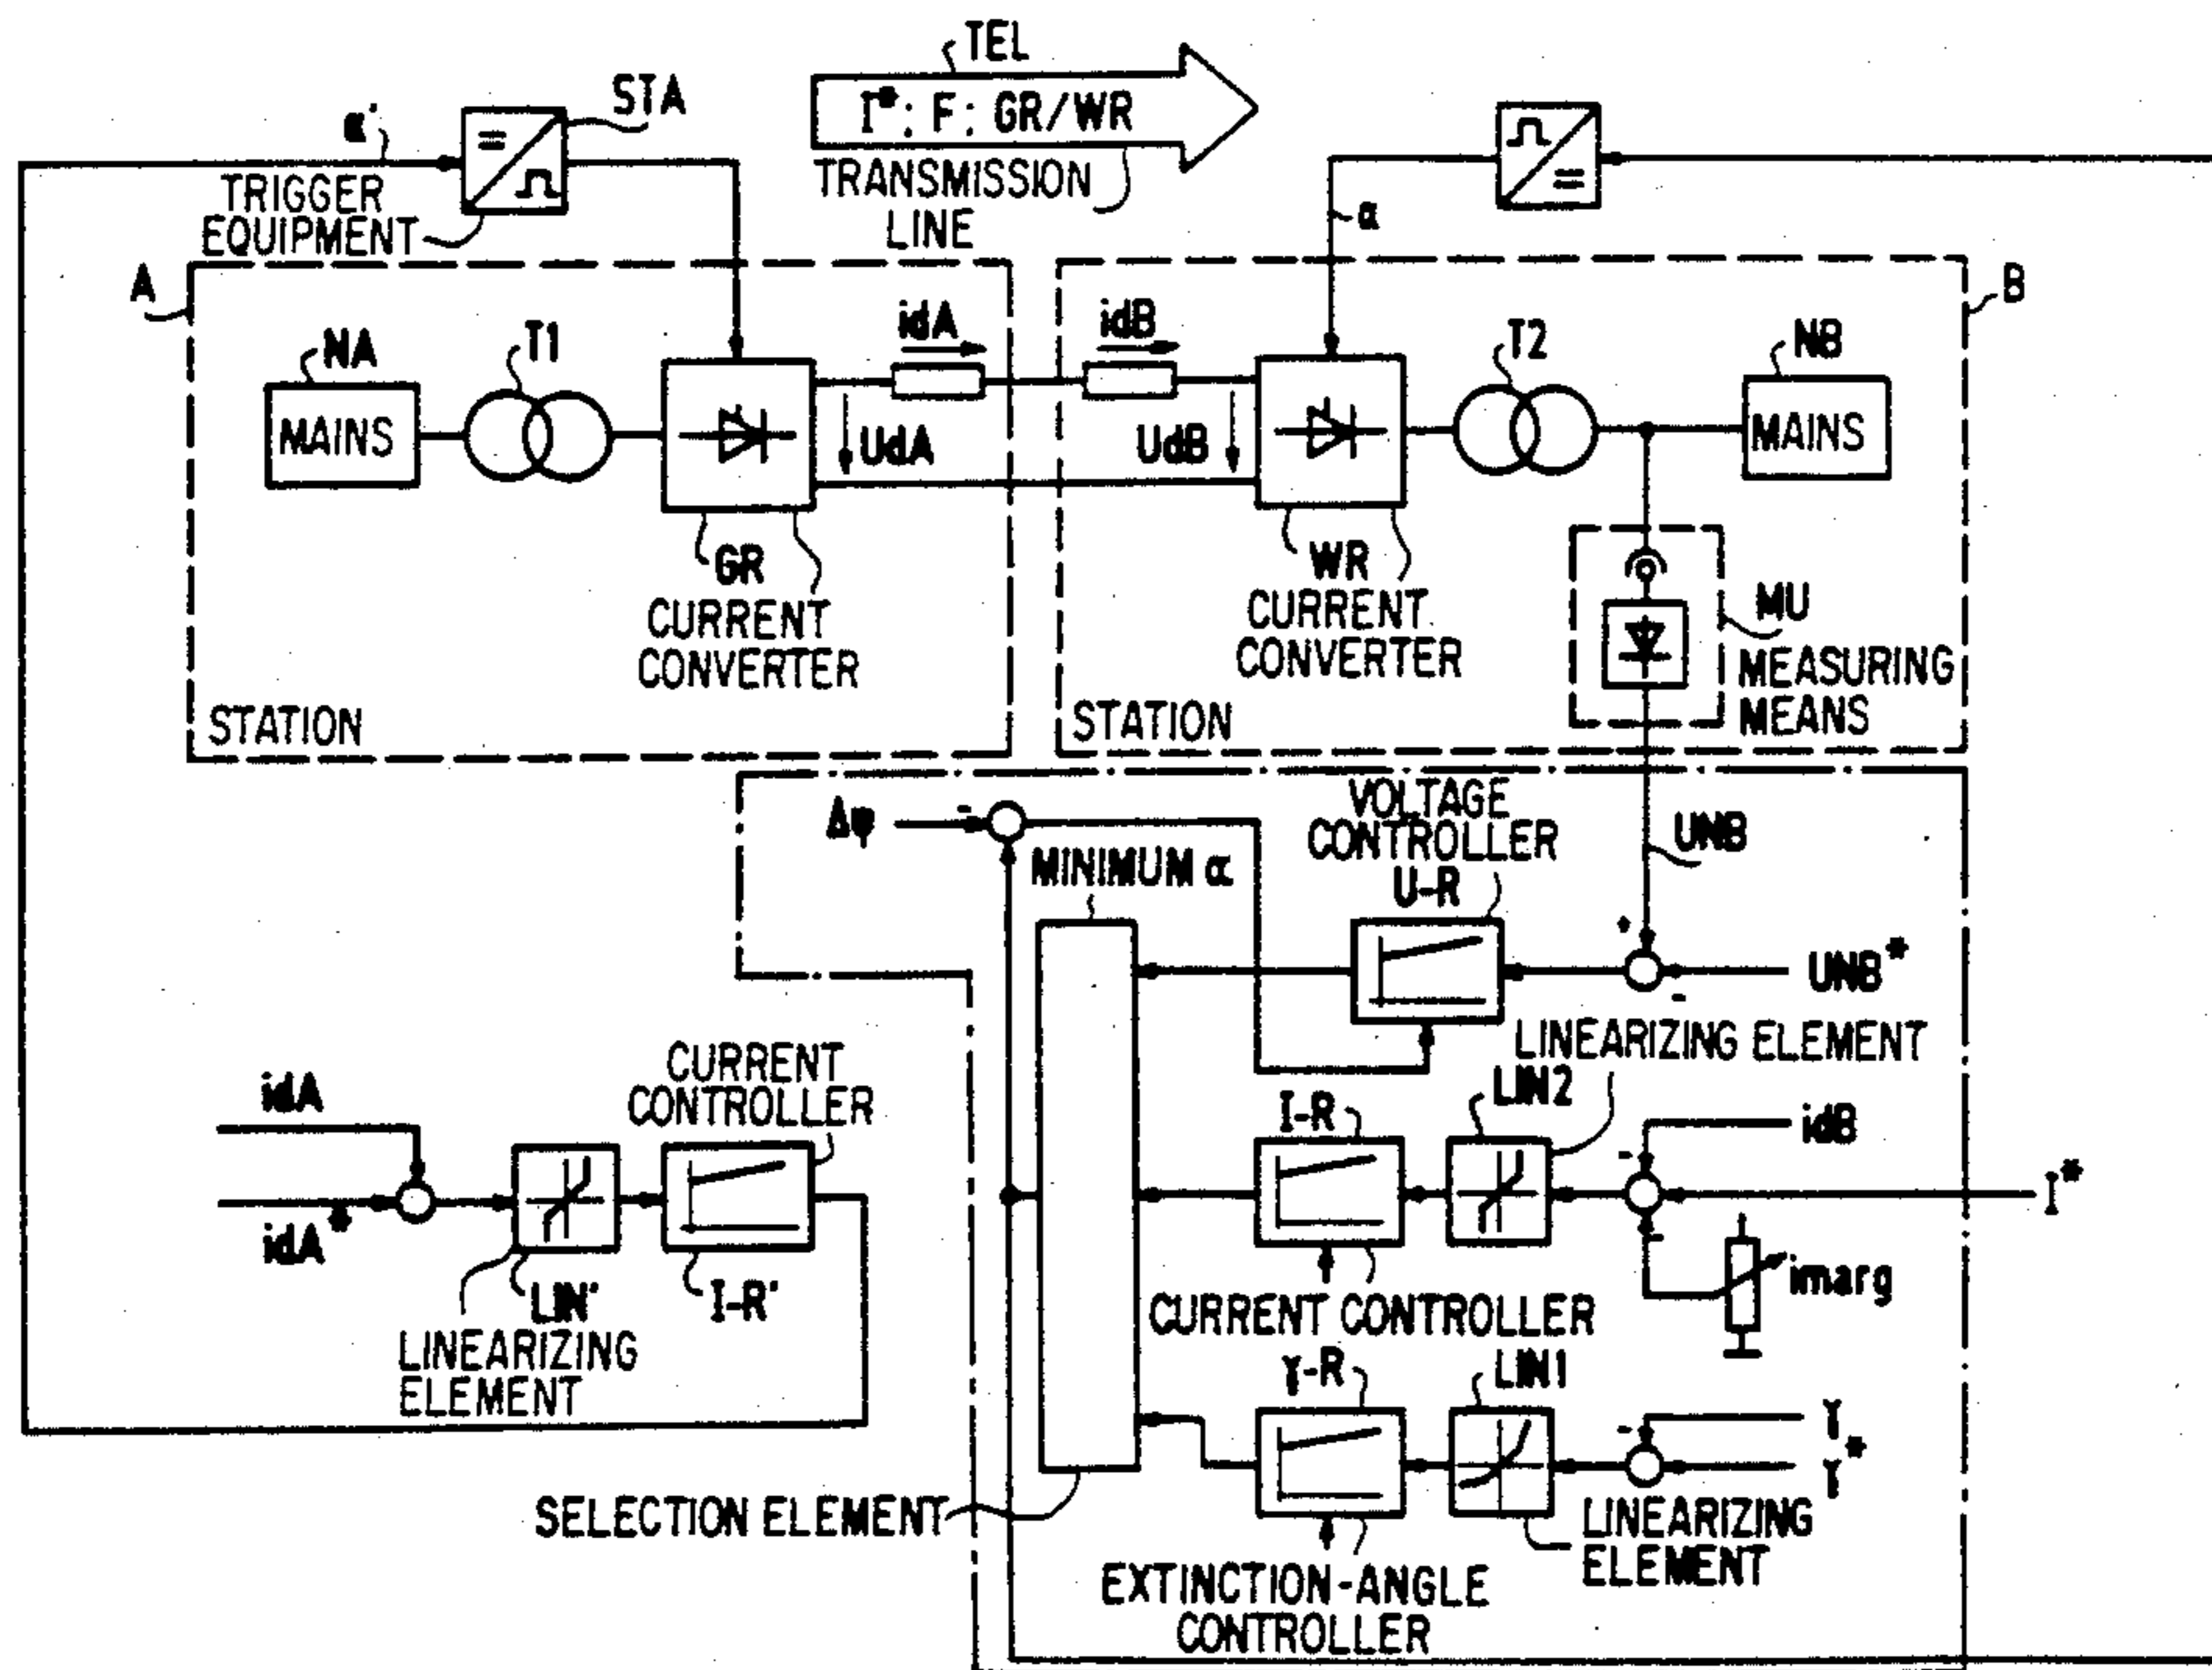 TEL
STA
α'
I*: F: GR/WR
TRIGGER
EQUIPMENT
TRANSMISSION
LINE
α
A
B
NA
T1
idA
idB
T2
NB
MAINS
UdA
UdB
MAINS
GR
CURRENT
CONVERTER
WR
CURRENT
CONVERTER
MU
MEASURING
MEANS
STATION
STATION
Δψ
-
VOLTAGE
CONTROLLER
U-R
UNB
MINIMUM α
+
-
UNB*
LINEARIZING ELEMENT
CURRENT
CONTROLLER
idA
idA*
LIN'
LINEARIZING
ELEMENT
I-R'
I-R
LIN2
idB
-
I*
-
imarg
CURRENT CONTROLLER
γ-R
LIN1
γ
-
γ*
SELECTION ELEMENT
LINEARIZING
ELEMENT
EXTINCTION-ANGLE
CONTROLLER